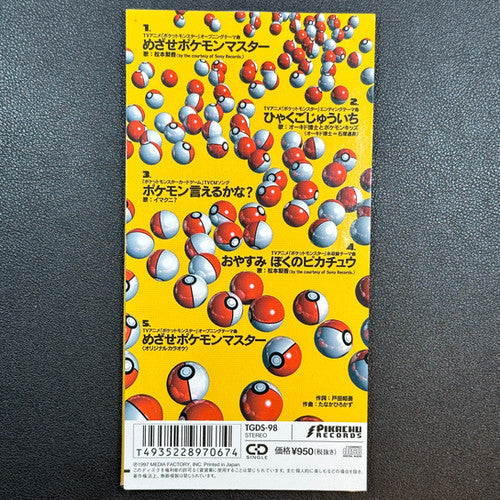 1.
TVアニメ「ポケットモンスター」オープニングテーマ曲
めざせポケモンマスター
歌：松本梨香(by the courtesy of Sony Records.)
2.
TVアニメ「ポケットモンスター」エンディングテーマ曲
ひゃくごじゅういち
歌：オーキド博士とポケモンキッズ
(オーキド博士＝石塚運昇)
3.
「ポケットモンスターカードゲーム」TVCMソング
ポケモン言えるかな?
歌：イマクニ?
4.
TVアニメ「ポケットモンスター」未収録テーマ曲
おやすみ ぼくのピカチュウ
歌：松本梨香(by the courtesy of Sony Records.)
5.
TVアニメ「ポケットモンスター」オープニングテーマ曲
めざせポケモンマスター
(オリジナルカラオケ)
作詞：戸田昭吾
作曲：たなかひろかず
T4935228970674
TGDS-98
STEREO
CD SINGLE
価格¥950(税抜き)
PIKACHU RECORDS
℗1997 MEDIA FACTORY, INC. Printed in Japan.